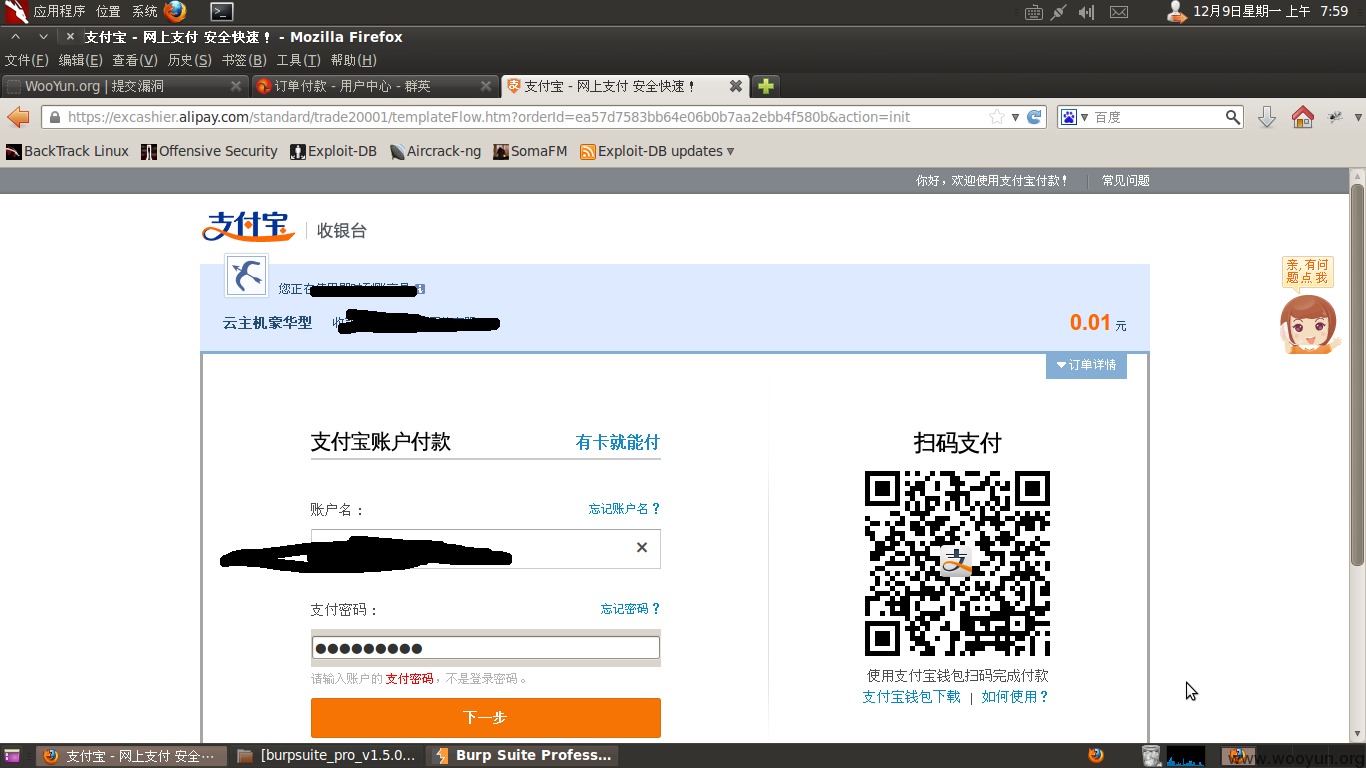 应用程序 位置 系统 12月9日星期一 上午 7:59
支付宝 - 网上支付 安全快速！ - Mozilla Firefox
文件(F) 编辑(E) 查看(V) 历史(S) 书签(B) 工具(T) 帮助(H)
WooYun.org | 提交漏洞 订单付款 - 用户中心 - 群英 支付宝 - 网上支付 安全快速！
https://excashier.alipay.com/standard/trade20001/templateFlow.htm?orderId=ea57d7583bb64e06b0b7aa2ebb4f580b&action=init 百度
BackTrack Linux Offensive Security Exploit-DB Aircrack-ng SomaFM Exploit-DB updates
你好，欢迎使用支付宝付款！ 常见问题
支付宝 收银台
亲，有问
题点我
您正在
云主机豪华型 收 0.01 元
订单详情
支付宝账户付款 有卡就能付
扫码支付
账户名： 忘记账户名？
支付密码： 忘记密码？
请输入账户的 支付密码，不是登录密码。
下一步
使用支付宝钱包扫码完成付款
支付宝钱包下载 | 如何使用？
支付宝 - 网上支付 安全··· [burpsuite_pro_v1.5.0... Burp Suite Profess...
www.wooyun.org